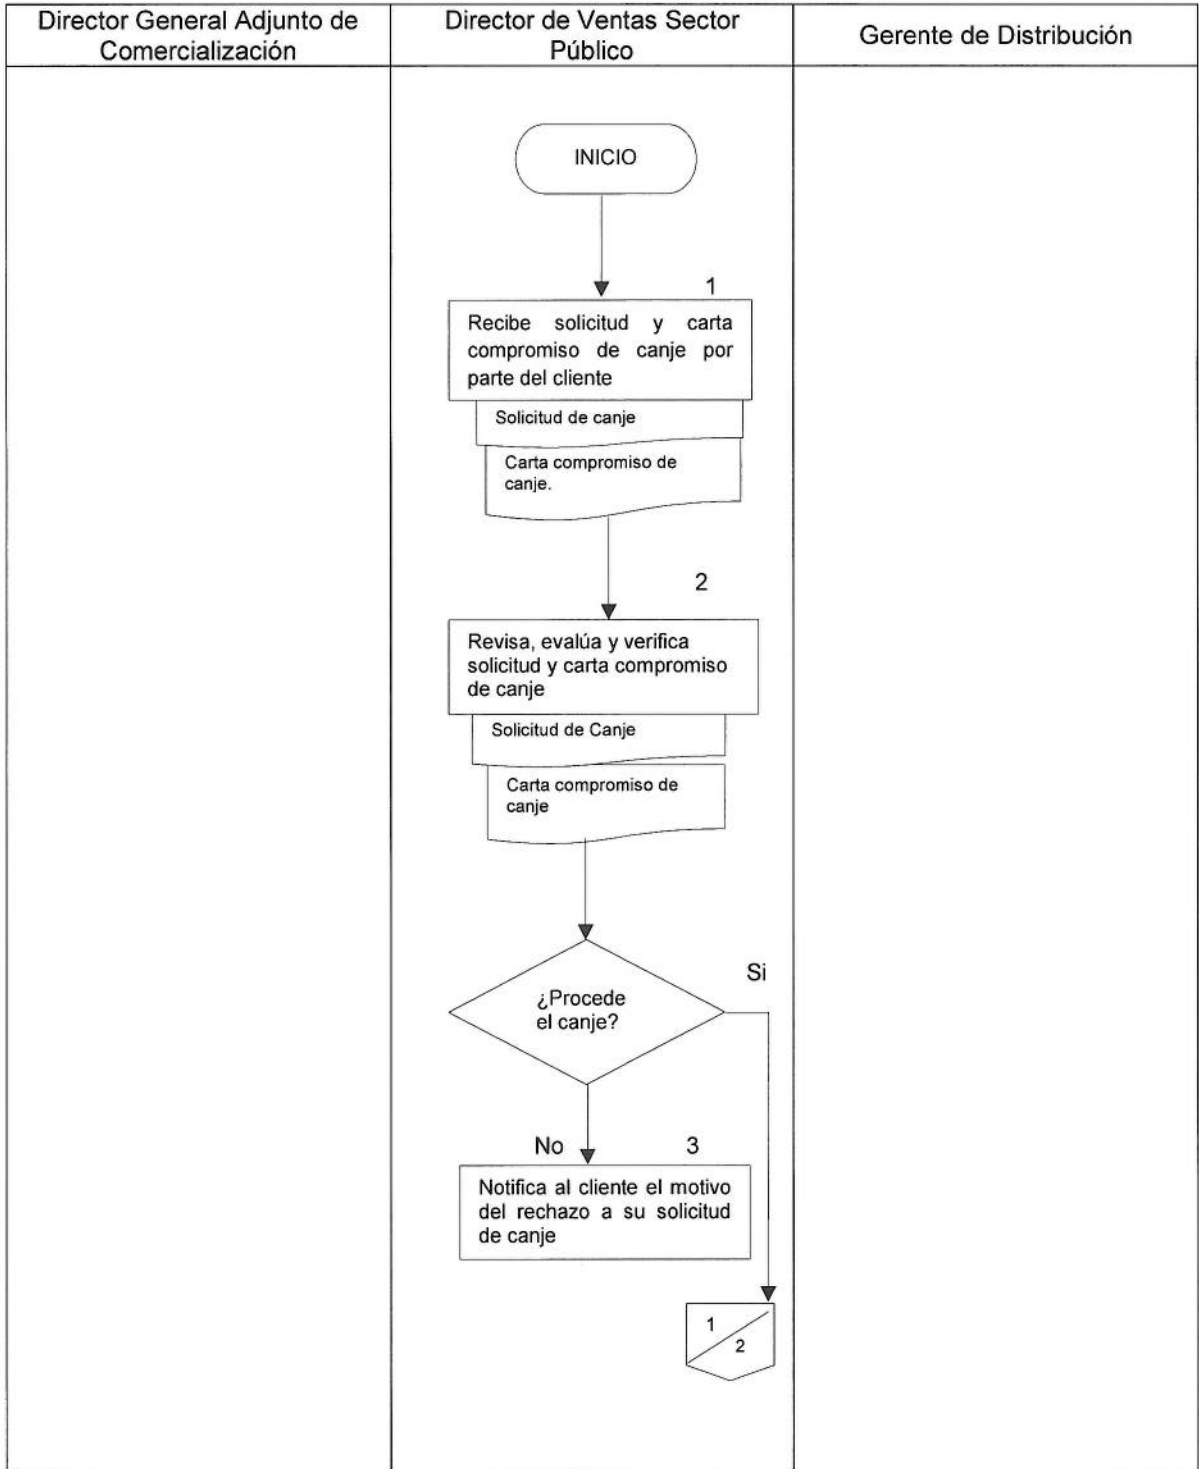 Director General Adjunto de
Comercialización
Director de Ventas Sector
Público
Gerente de Distribución
INICIO
1
Recibe solicitud y carta
compromiso de canje por
parte del cliente
Solicitud de canje
Carta compromiso de
canje.
2
Revisa, evalúa y verifica
solicitud y carta compromiso
de canje
Solicitud de Canje
Carta compromiso de
canje
¿Procede
el canje?
Si
No
3
Notifica al cliente el motivo
del rechazo a su solicitud
de canje
1
2